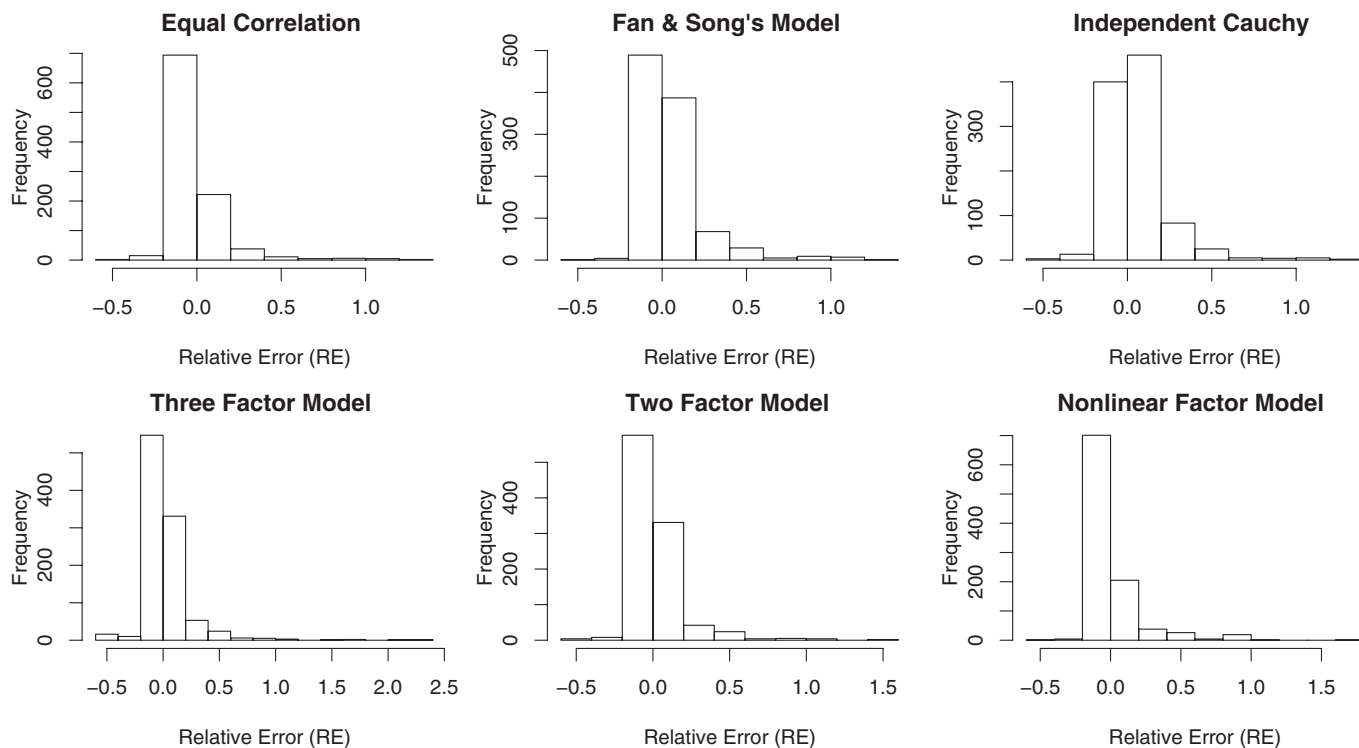 Equal Correlation
Frequency
600
400
200
0
−0.5 0.0 0.5 1.0
Relative Error (RE)
Fan & Song's Model
Frequency
500
300
100
0
−0.5 0.0 0.5 1.0
Relative Error (RE)
Independent Cauchy
Frequency
300
100
0
−0.5 0.0 0.5 1.0
Relative Error (RE)
Three Factor Model
Frequency
400
200
0
−0.5 0.0 0.5 1.0 1.5 2.0 2.5
Relative Error (RE)
Two Factor Model
Frequency
400
200
0
−0.5 0.0 0.5 1.0 1.5
Relative Error (RE)
Nonlinear Factor Model
Frequency
600
400
200
0
−0.5 0.0 0.5 1.0 1.5
Relative Error (RE)